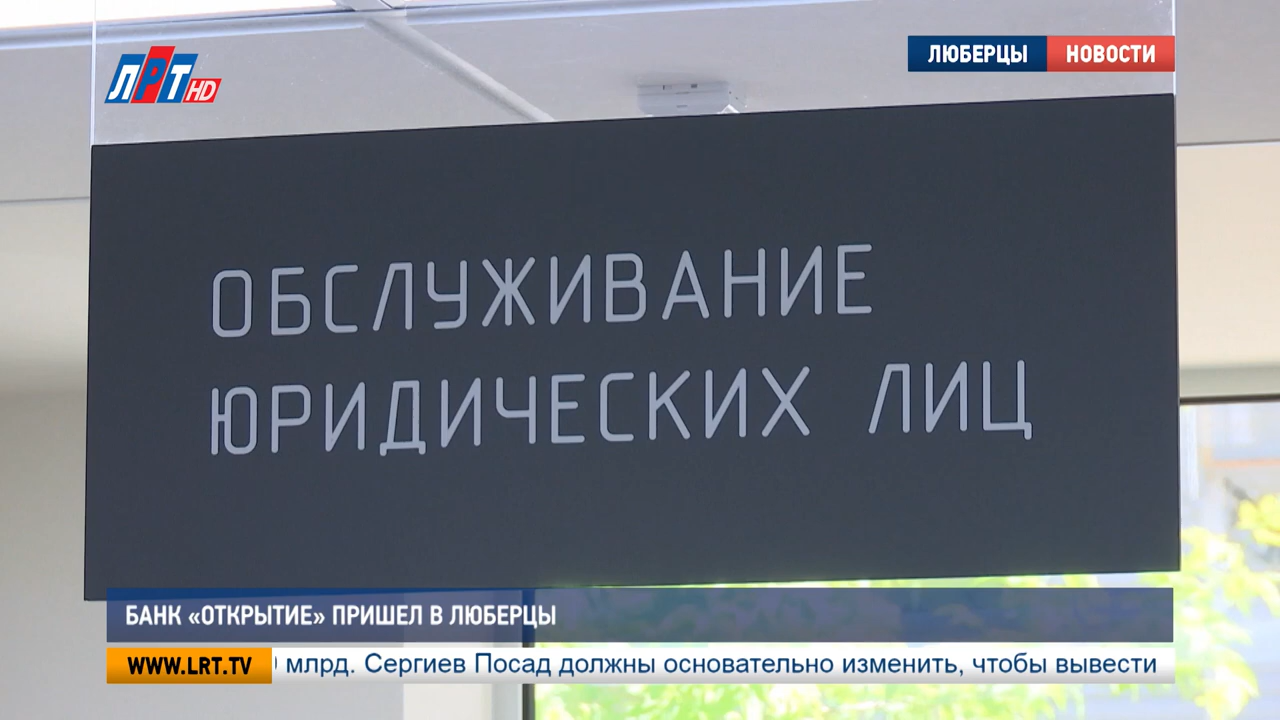 ЛРТ HD
ЛЮБЕРЦЫ НОВОСТИ
ОБСЛУЖИВАНИЕ
ЮРИДИЧЕСКИХ ЛИЦ
БАНК «ОТКРЫТИЕ» ПРИШЕЛ В ЛЮБЕРЦЫ
WWW.LRT.TV млрд. Сергиев Посад должны основательно изменить, чтобы вывести